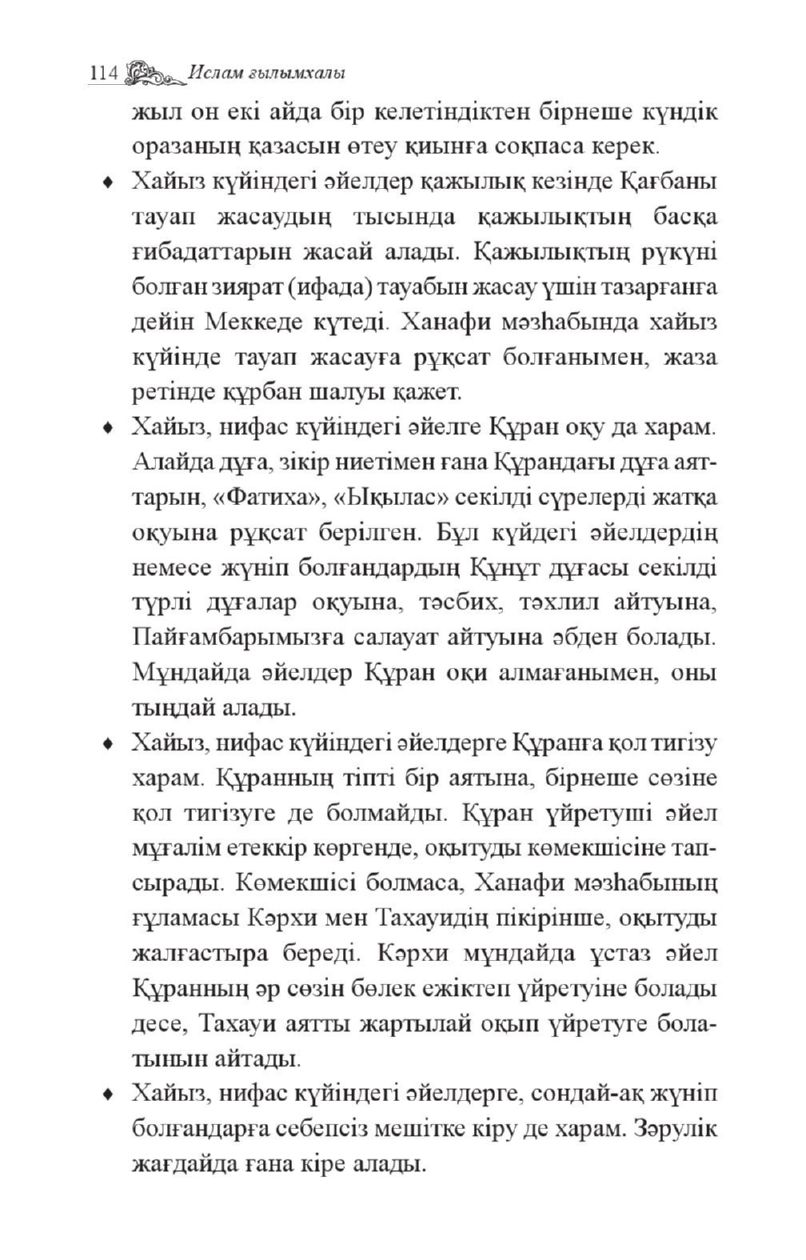 114 Ислам ғылымхалы
жыл он екі айда бір келетіндіктен бірнеше күндік
оразаның қазасын өтеу қиынға соқпаса керек.
♦ Хайыз күйіндегі әйелдер қажылық кезінде Қағбаны
тауап жасаудың тысында қажылықтың басқа
ғибадаттарын жасай алады. Қажылықтың рүкүні
болған зиярат (ифада) тауабын жасау үшін тазарғанға
дейін Меккеде күтеді. Ханафи мәзһабында хайыз
күйінде тауап жасауға рұқсат болғанымен, жаза
ретінде құрбан шалуы қажет.
♦ Хайыз, нифас күйіндегі әйелге Құран оқу да харам.
Алайда дұға, зікір ниетімен ғана Құрандағы дұға аят-
тарын, «Фатиха», «Ықылас» секілді сүрелерді жатқа
оқуына рұқсат берілген. Бұл күйдегі әйелдердің
немесе жүніп болғандардың Құнұт дұғасы секілді
түрлі дұғалар оқуына, тәсбих, тәхлил айтуына,
Пайғамбарымызға салауат айтуына әбден болады.
Мұндайда әйелдер Құран оқи алмағанымен, оны
тыңдай алады.
♦ Хайыз, нифас күйіндегі әйелдерге Құранға қол тигізу
харам. Құранның тіпті бір аятына, бірнеше сөзіне
қол тигізуге де болмайды. Құран үйретуші әйел
мұғалім етеккір көргенде, оқытуды көмекшісіне тап-
сырады. Көмекшісі болмаса, Ханафи мәзһабының
ғұламасы Кәрхи мен Тахауидің пікірінше, оқытуды
жалғастыра береді. Кәрхи мұндайда ұстаз әйел
Құранның әр сөзін бөлек ежіктеп үйретуіне болады
десе, Тахауи аятты жартылай оқып үйретуге бола-
тынын айтады.
♦ Хайыз, нифас күйіндегі әйелдерге, сондай-ақ жүніп
болғандарға себепсіз мешітке кіру де харам. Зәрулік
жағдайда ғана кіре алады.